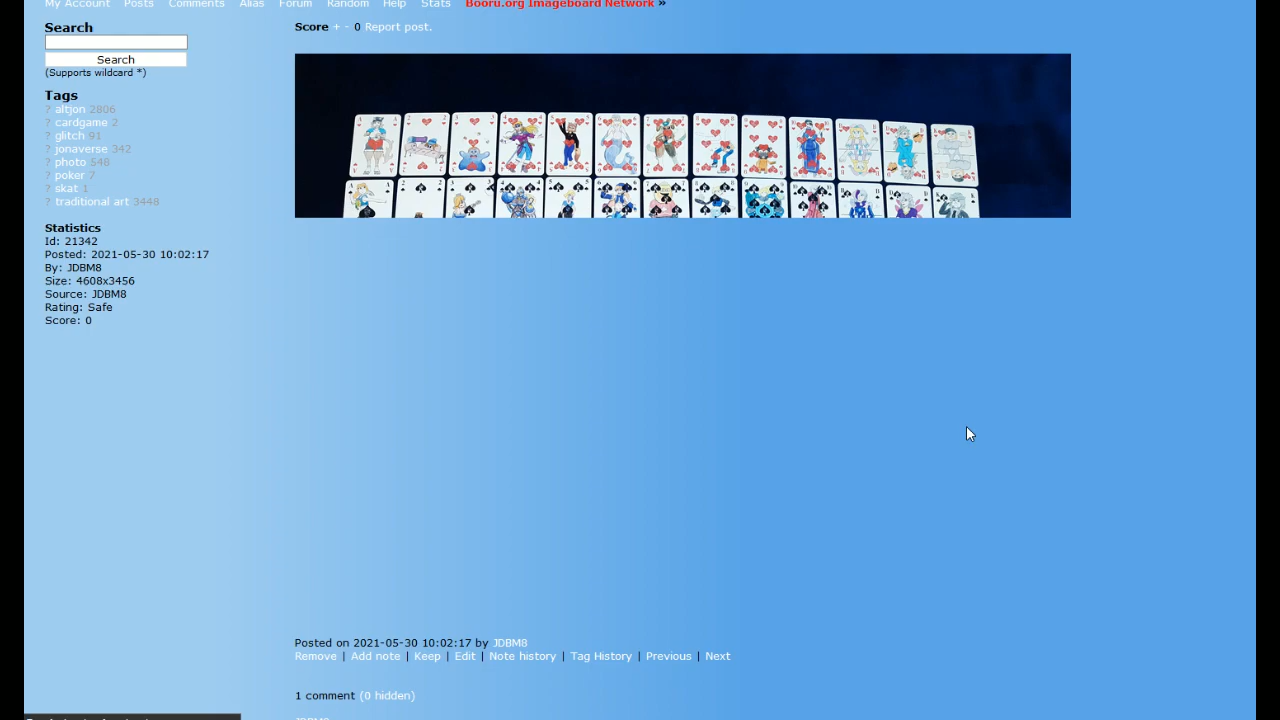 My Account Posts Comments Alias Forum Random Help Stats Booru.org Imageboard Network »
Search
Search
(Supports wildcard *)
Tags
? altjon 2806
? cardgame 2
? glitch 91
? jonaverse 342
? photo 548
? poker 7
? skat 1
? traditional art 3448
Statistics
Id: 21342
Posted: 2021-05-30 10:02:17
By: JDBM8
Size: 4608x3456
Source: JDBM8
Rating: Safe
Score: 0
Score + - 0 Report post.
Posted on 2021-05-30 10:02:17 by JDBM8
Remove | Add note | Keep | Edit | Note history | Tag History | Previous | Next
1 comment (0 hidden)
JDBM8